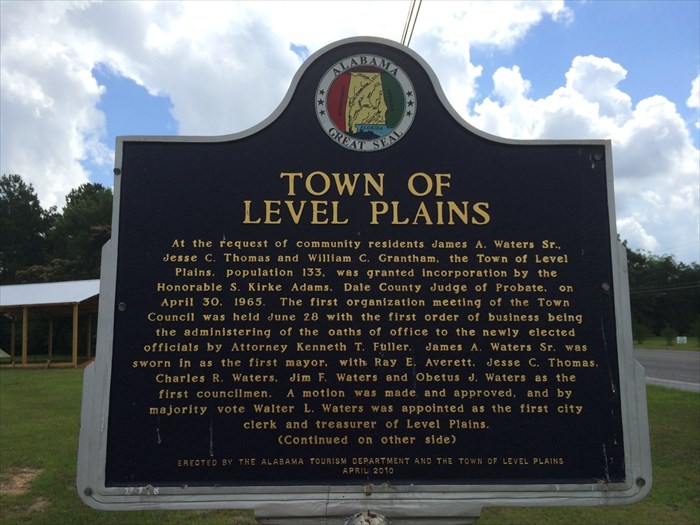 ALABAMA
FLORIDA
GREAT SEAL
TOWN OF
LEVEL PLAINS
At the request of community residents James A. Waters Sr.,
Jesse C. Thomas and William C. Grantham, the Town of Level
Plains, population 133, was granted incorporation by the
Honorable S. Kirke Adams, Dale County Judge of Probate, on
April 30, 1965. The first organization meeting of the Town
Council was held June 28 with the first order of business being
the administering of the oaths of office to the newly elected
officials by Attorney Kenneth T. Fuller. James A. Waters Sr. was
sworn in as the first mayor, with Ray E. Averett, Jesse C. Thomas,
Charles R. Waters, Jim F. Waters and Obetus J. Waters as the
first councilmen. A motion was made and approved, and by
majority vote Walter L. Waters was appointed as the first city
clerk and treasurer of Level Plains.
(Continued on other side)
ERECTED BY THE ALABAMA TOURISM DEPARTMENT AND THE TOWN OF LEVEL PLAINS
APRIL 2010